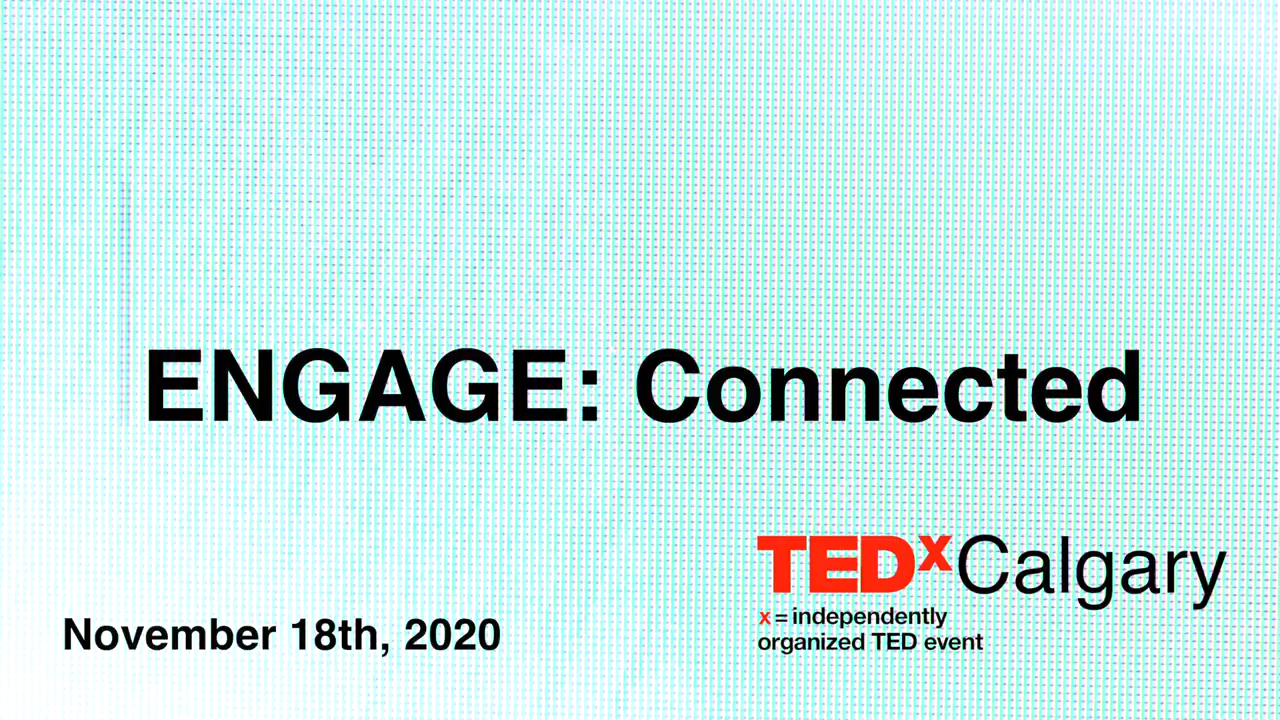 ENGAGE: Connected
TEDxCalgary
x = independently
organized TED event
November 18th, 2020